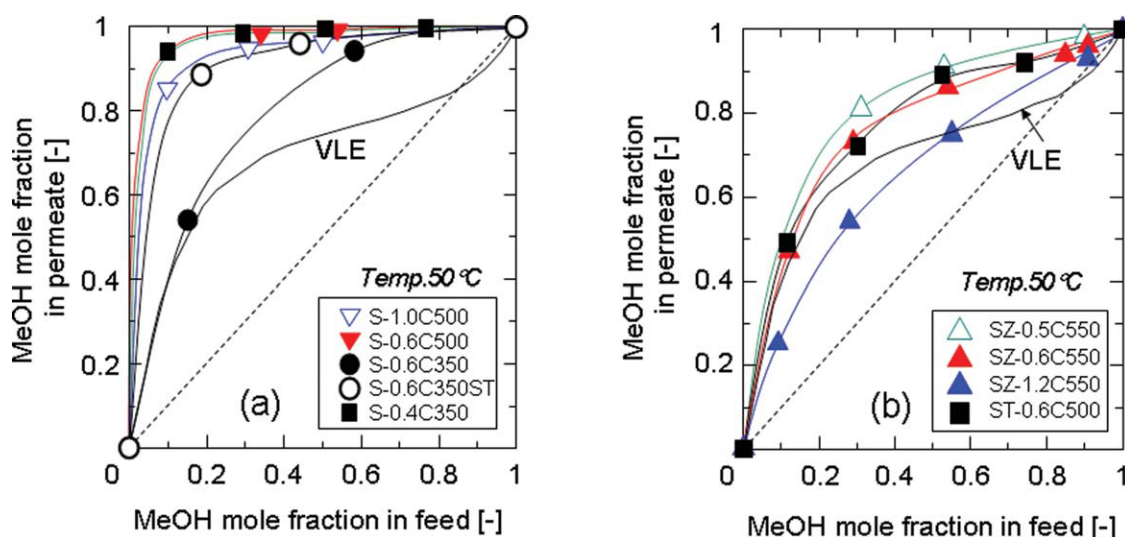 1
0.8
0.6
0.4
0.2
0
0.2
0.4
0.6
0.8
1
MeOH mole fraction
in permeate [-]
MeOH mole fraction in feed [-]
VLE
Temp.50°C
S-1.0C500
S-0.6C500
S-0.6C350
S-0.6C350ST
S-0.4C350
(a)
1
0.8
0.6
0.4
0.2
0
0.2
0.4
0.6
0.8
1
MeOH mole fraction
in permeate [-]
MeOH mole fraction in feed [-]
VLE
Temp.50°C
SZ-0.5C550
SZ-0.6C550
SZ-1.2C550
ST-0.6C500
(b)